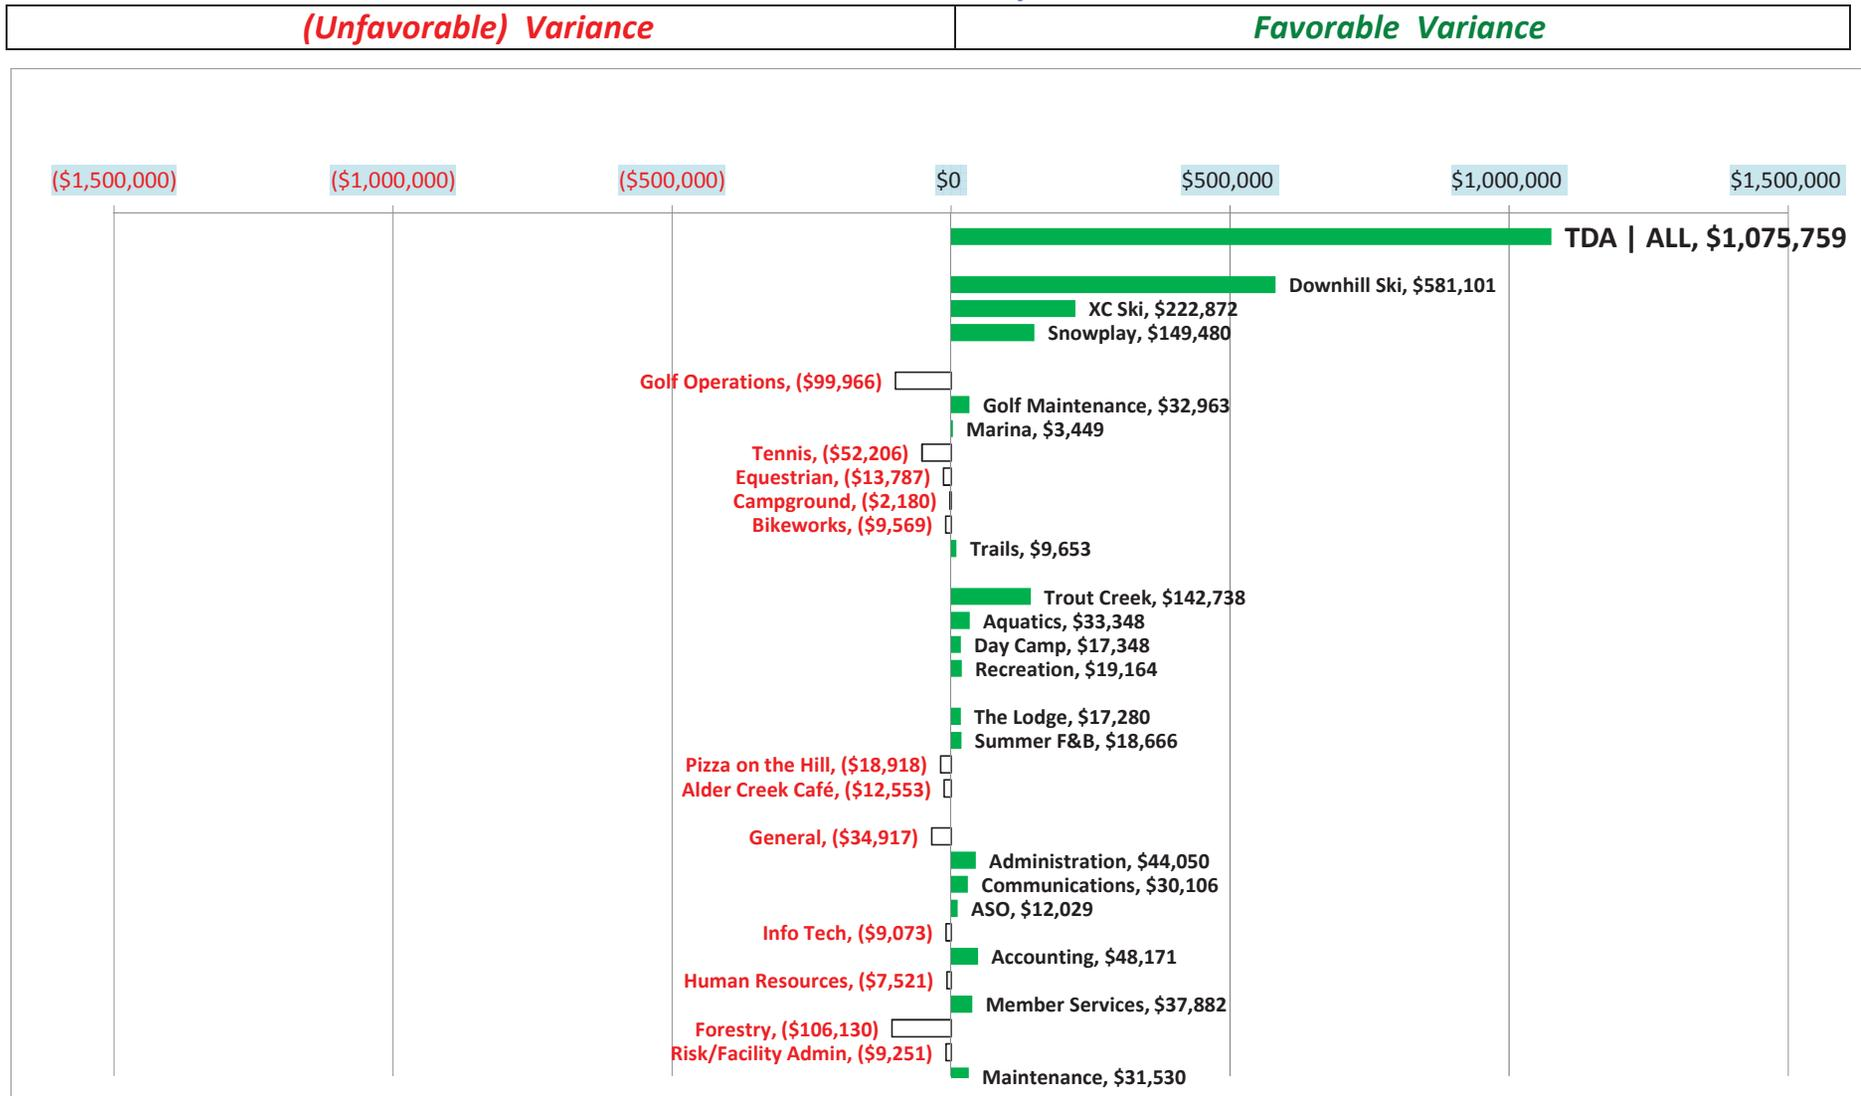 (Unfavorable) Variance
Favorable Variance
($1,500,000) ($1,000,000) ($500,000) $0 $500,000 $1,000,000 $1,500,000
TDA | ALL, $1,075,759
Downhill Ski, $581,101
XC Ski, $222,872
Snowplay, $149,480
Golf Operations, ($99,966)
Golf Maintenance, $32,963
Marina, $3,449
Tennis, ($52,206)
Equestrian, ($13,787)
Campground, ($2,180)
Bikeworks, ($9,569)
Trails, $9,653
Trout Creek, $142,738
Aquatics, $33,348
Day Camp, $17,348
Recreation, $19,164
The Lodge, $17,280
Summer F&B, $18,666
Pizza on the Hill, ($18,918)
Alder Creek Café, ($12,553)
General, ($34,917)
Administration, $44,050
Communications, $30,106
ASO, $12,029
Info Tech, ($9,073)
Accounting, $48,171
Human Resources, ($7,521)
Member Services, $37,882
Forestry, ($106,130)
Risk/Facility Admin, ($9,251)
Maintenance, $31,530